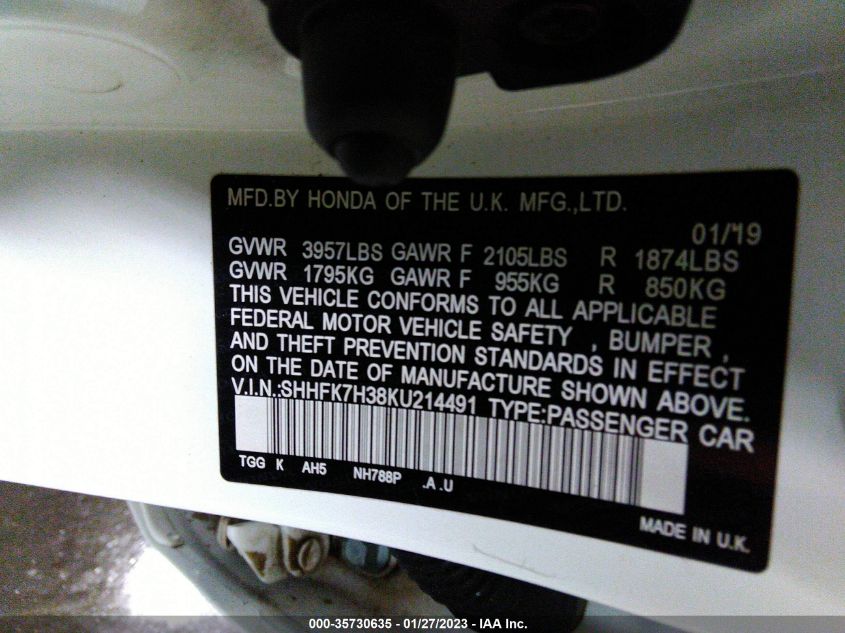 MFD.BY HONDA OF THE U.K. MFG.,LTD.
01/'19
GVWR 3957LBS GAWR F 2105LBS R 1874LBS
GVWR 1795KG GAWR F 955KG R 850KG
THIS VEHICLE CONFORMS TO ALL APPLICABLE
FEDERAL MOTOR VEHICLE SAFETY , BUMPER ,
AND THEFT PREVENTION STANDARDS IN EFFECT
ON THE DATE OF MANUFACTURE SHOWN ABOVE.
V.I.N.:SHHFK7H38KU214491 TYPE:PASSENGER CAR
TGG K AH5 NH788P .A .U
MADE IN U.K.
000-35730635 - 01/27/2023 - IAA Inc.